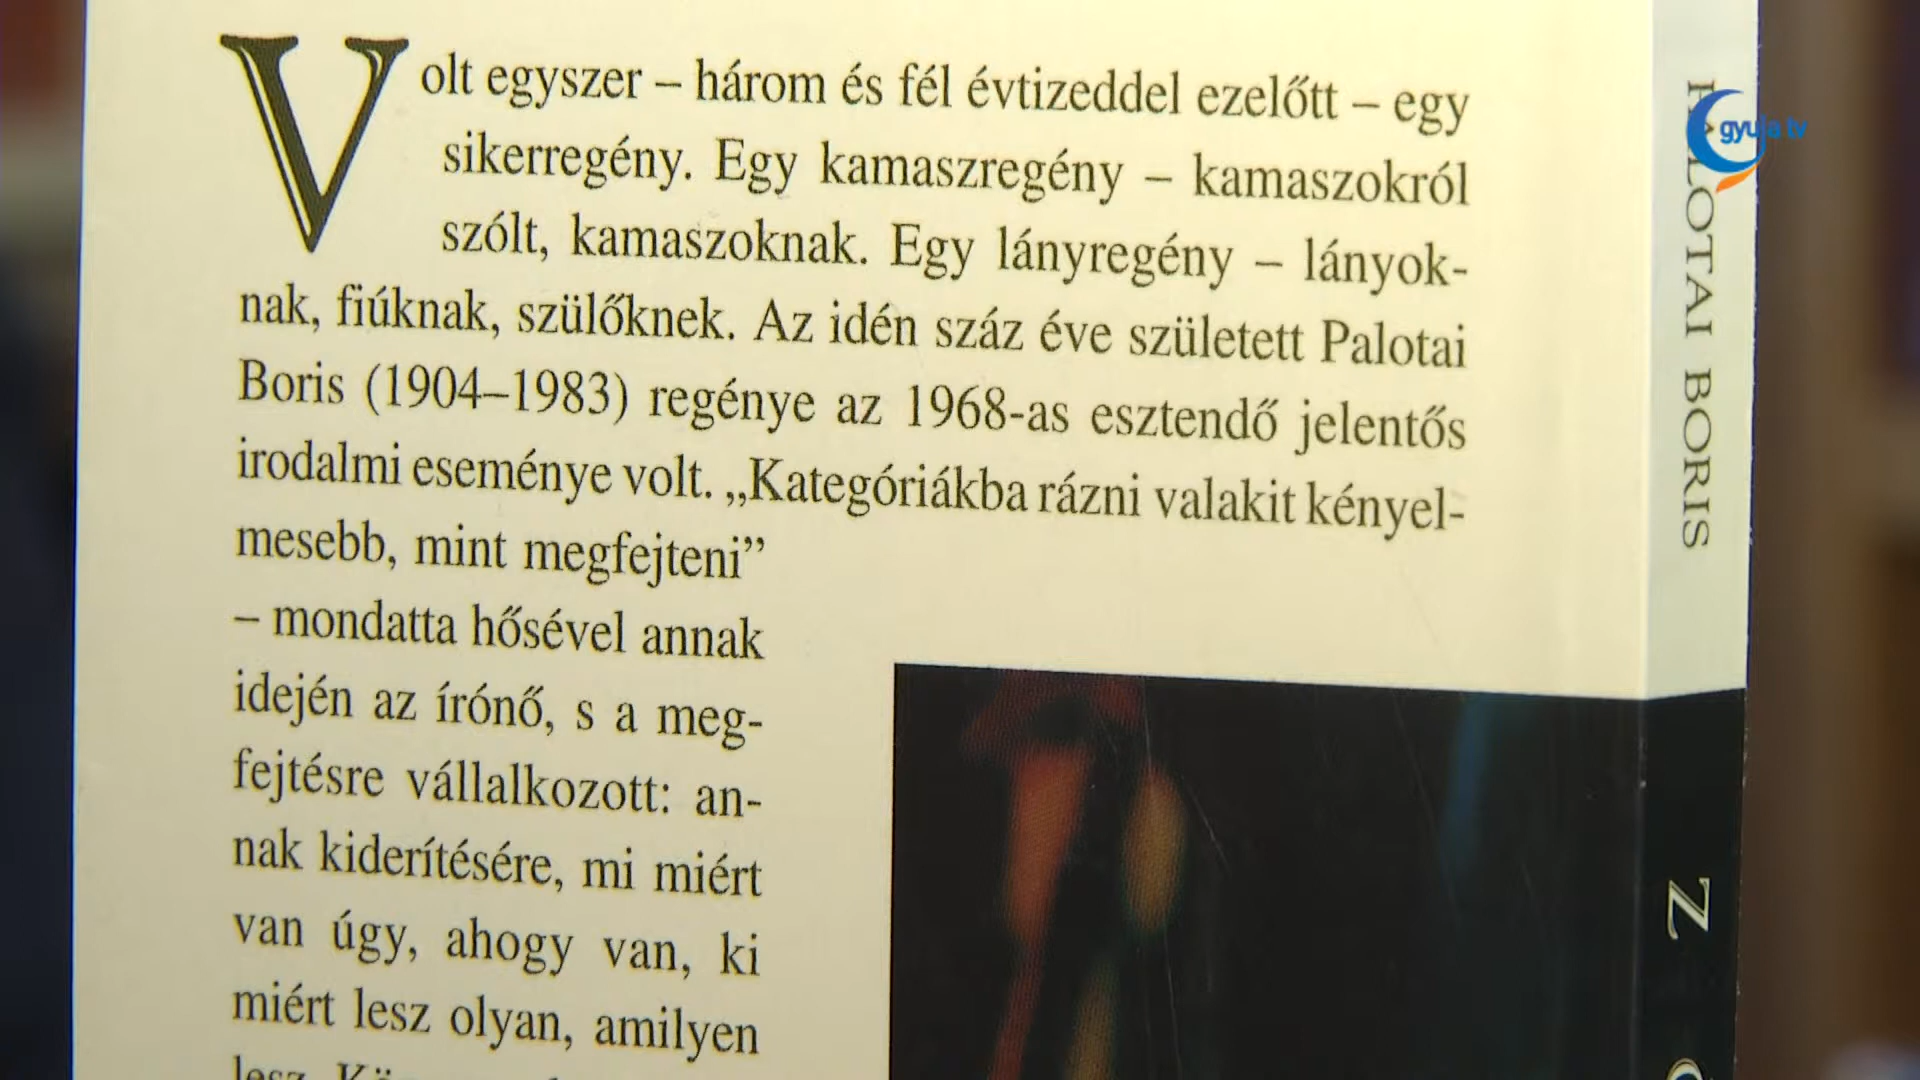 Volt egyszer – három és fél évtizeddel ezelőtt – egy
sikerregény. Egy kamaszregény – kamaszokról
szólt, kamaszoknak. Egy lányregény – lányok-
nak, fiúknak, szülőknek. Az idén száz éve született Palotai
Boris (1904–1983) regénye az 1968-as esztendő jelentős
irodalmi eseménye volt. „Kategóriákba rázni valakit kényel-
mesebb, mint megfejteni”
– mondatta hősével annak
idején az írónő, s a meg-
fejtésre vállalkozott: an-
nak kiderítésére, mi miért
van úgy, ahogy van, ki
miért lesz olyan, amilyen
lesz.
PALOTAI BORIS
Z
gyuja tv